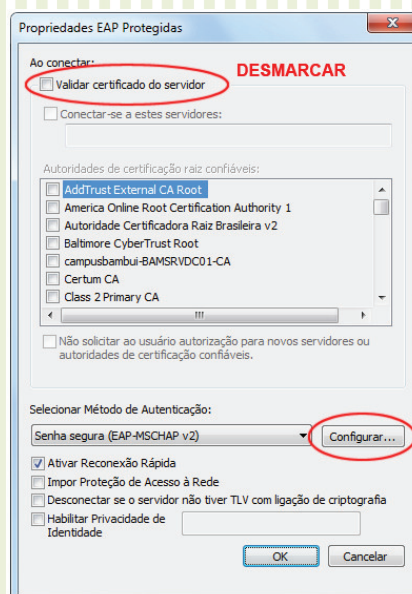 Propriedades EAP Protegidas
Ao conectar:
DESMARCAR
Validar certificado do servidor
Conectar-se a estes servidores:
Autoridades de certificação raiz confiáveis:
AddTrust External CA Root
America Online Root Certification Authority 1
Autoridade Certificadora Raiz Brasileira v2
Baltimore CyberTrust Root
campusbambui-BAMSRVDC01-CA
Certum CA
Class 2 Primary CA
Não solicitar ao usuário autorização para novos servidores ou
autoridades de certificação confiáveis.
Selecionar Método de Autenticação:
Senha segura (EAP-MSCHAP v2)
Configurar...
Ativar Reconexão Rápida
Impor Proteção de Acesso à Rede
Desconectar se o servidor não tiver TLV com ligação de criptografia
Habilitar Privacidade de
Identidade
OK
Cancelar